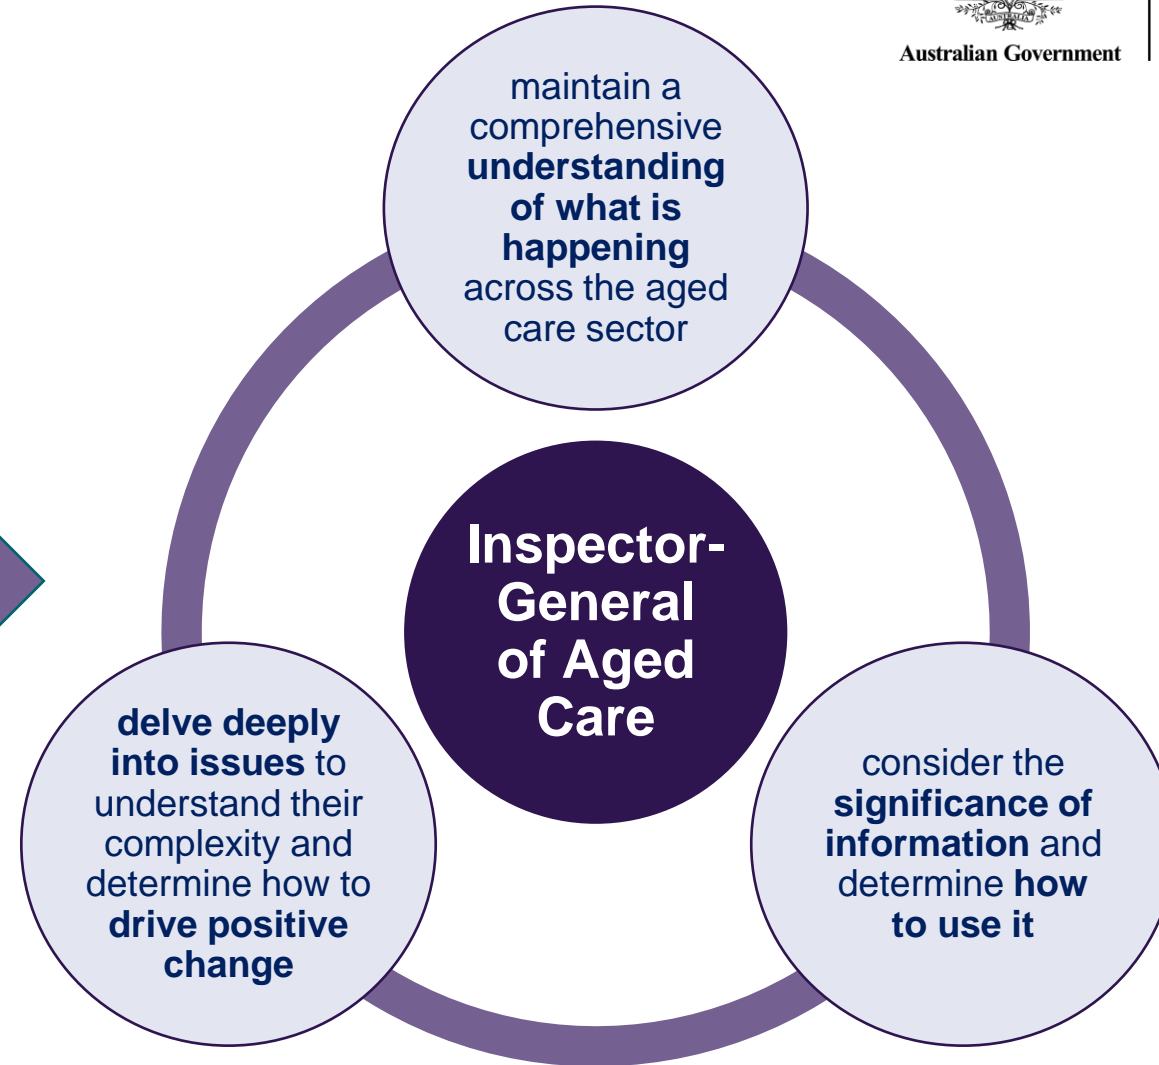 AUSTRALIA
Australian Government
maintain a
comprehensive
understanding
of what is
happening
across the aged
care sector
Inspector-
General
of Aged
Care
delve deeply
into issues to
understand their
complexity and
determine how to
drive positive
change
consider the
significance of
information and
determine how
to use it